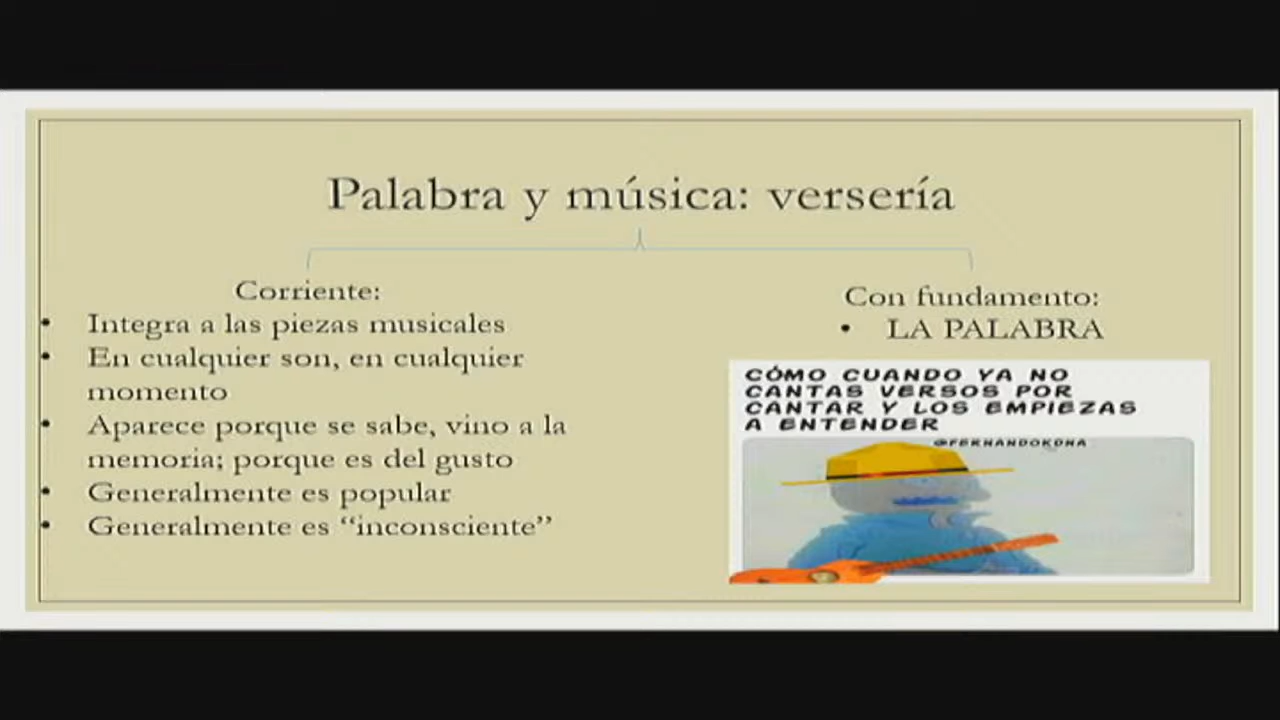 Palabra y música: versería
Corriente:
• Integra a las piezas musicales
• En cualquier son, en cualquier
momento
• Aparece porque se sabe, vino a la
memoria; porque es del gusto
• Generalmente es popular
• Generalmente es “inconsciente”
Con fundamento:
• LA PALABRA
CÓMO CUANDO YA NO
CANTAS VERSOS POR
CANTAR Y LOS EMPIEZAS
A ENTENDER
@FERNANDOKDNA